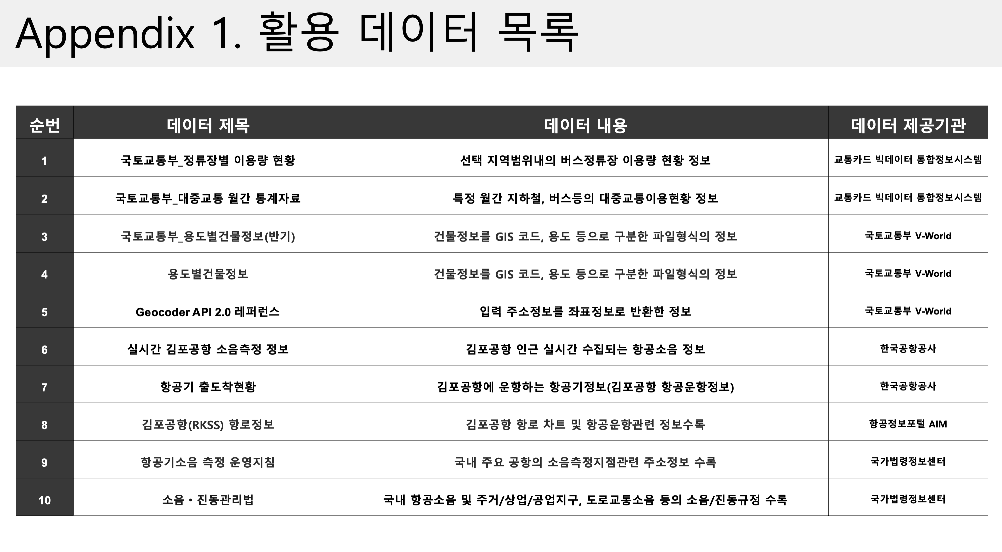 Appendix 1. 활용 데이터 목록
순번 데이터 제목 데이터 내용 데이터 제공기관
1 국토교통부_정류장별 이용량 현황 선택 지역범위내의 버스정류장 이용량 현황 정보 교통카드 빅데이터 통합정보시스템
2 국토교통부_대중교통 월간 통계자료 특정 월간 지하철, 버스등의 대중교통이용현황 정보 교통카드 빅데이터 통합정보시스템
3 국토교통부_용도별건물정보(반기) 건물정보를 GIS 코드, 용도 등으로 구분한 파일형식의 정보 국토교통부 V-World
4 용도별건물정보 건물정보를 GIS 코드, 용도 등으로 구분한 파일형식의 정보 국토교통부 V-World
5 Geocoder API 2.0 레퍼런스 입력 주소정보를 좌표정보로 반환한 정보 국토교통부 V-World
6 실시간 김포공항 소음측정 정보 김포공항 인근 실시간 수집되는 항공소음 정보 한국공항공사
7 항공기 출도착현황 김포공항에 운항하는 항공기정보(김포공항 항공운항정보) 한국공항공사
8 김포공항(RKSS) 항로정보 김포공항 항로 차트 및 항공운항관련 정보수록 항공정보포털 AIM
9 항공기소음 측정 운영지침 국내 주요 공항의 소음측정지점관련 주소정보 수록 국가법령정보센터
10 소음·진동관리법 국내 항공소음 및 주거/상업/공업지구, 도로교통소음 등의 소음/진동규정 수록 국가법령정보센터